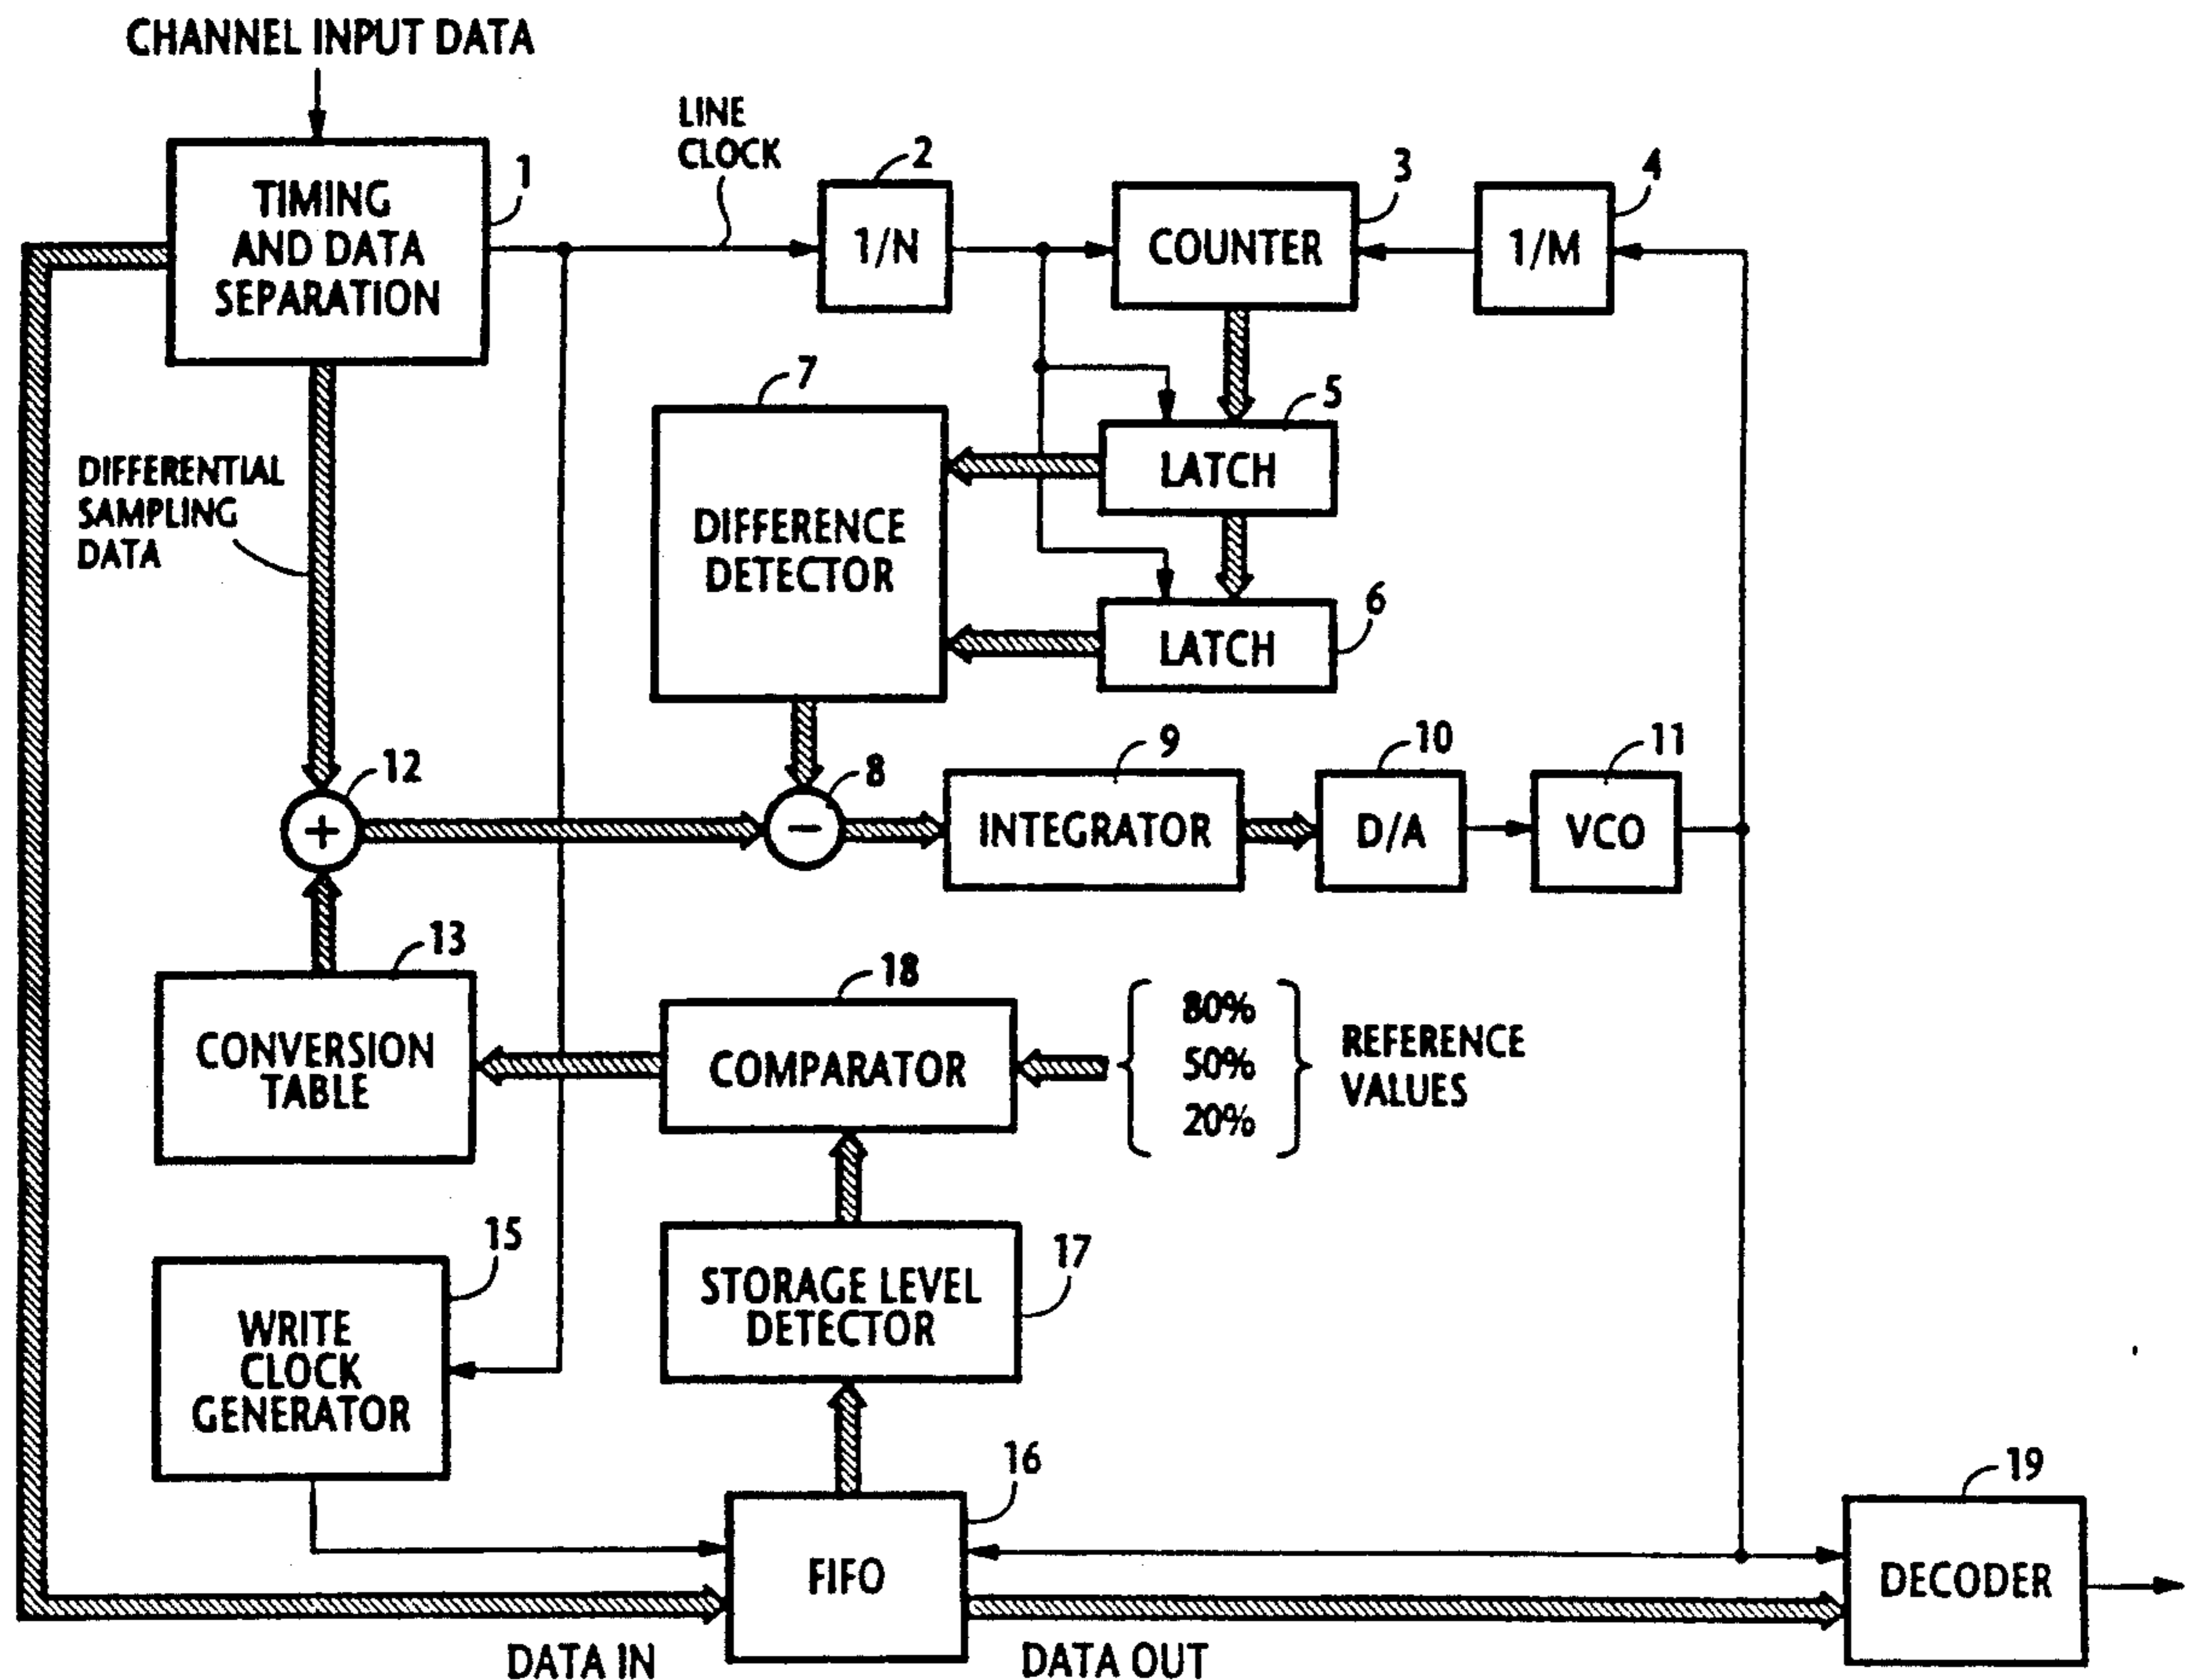 CHANNEL INPUT DATA
LINE
CLOCK
1
TIMING
AND DATA
SEPARATION
2
1/N
3
COUNTER
4
1/M
7
DIFFERENCE
DETECTOR
5
LATCH
6
LATCH
DIFFERENTIAL
SAMPLING
DATA
12
+
8
−
9
INTEGRATOR
10
D/A
11
VCO
13
CONVERSION
TABLE
18
COMPARATOR
80%
50%
20%
REFERENCE
VALUES
15
WRITE
CLOCK
GENERATOR
17
STORAGE LEVEL
DETECTOR
16
FIFO
19
DECODER
DATA IN
DATA OUT